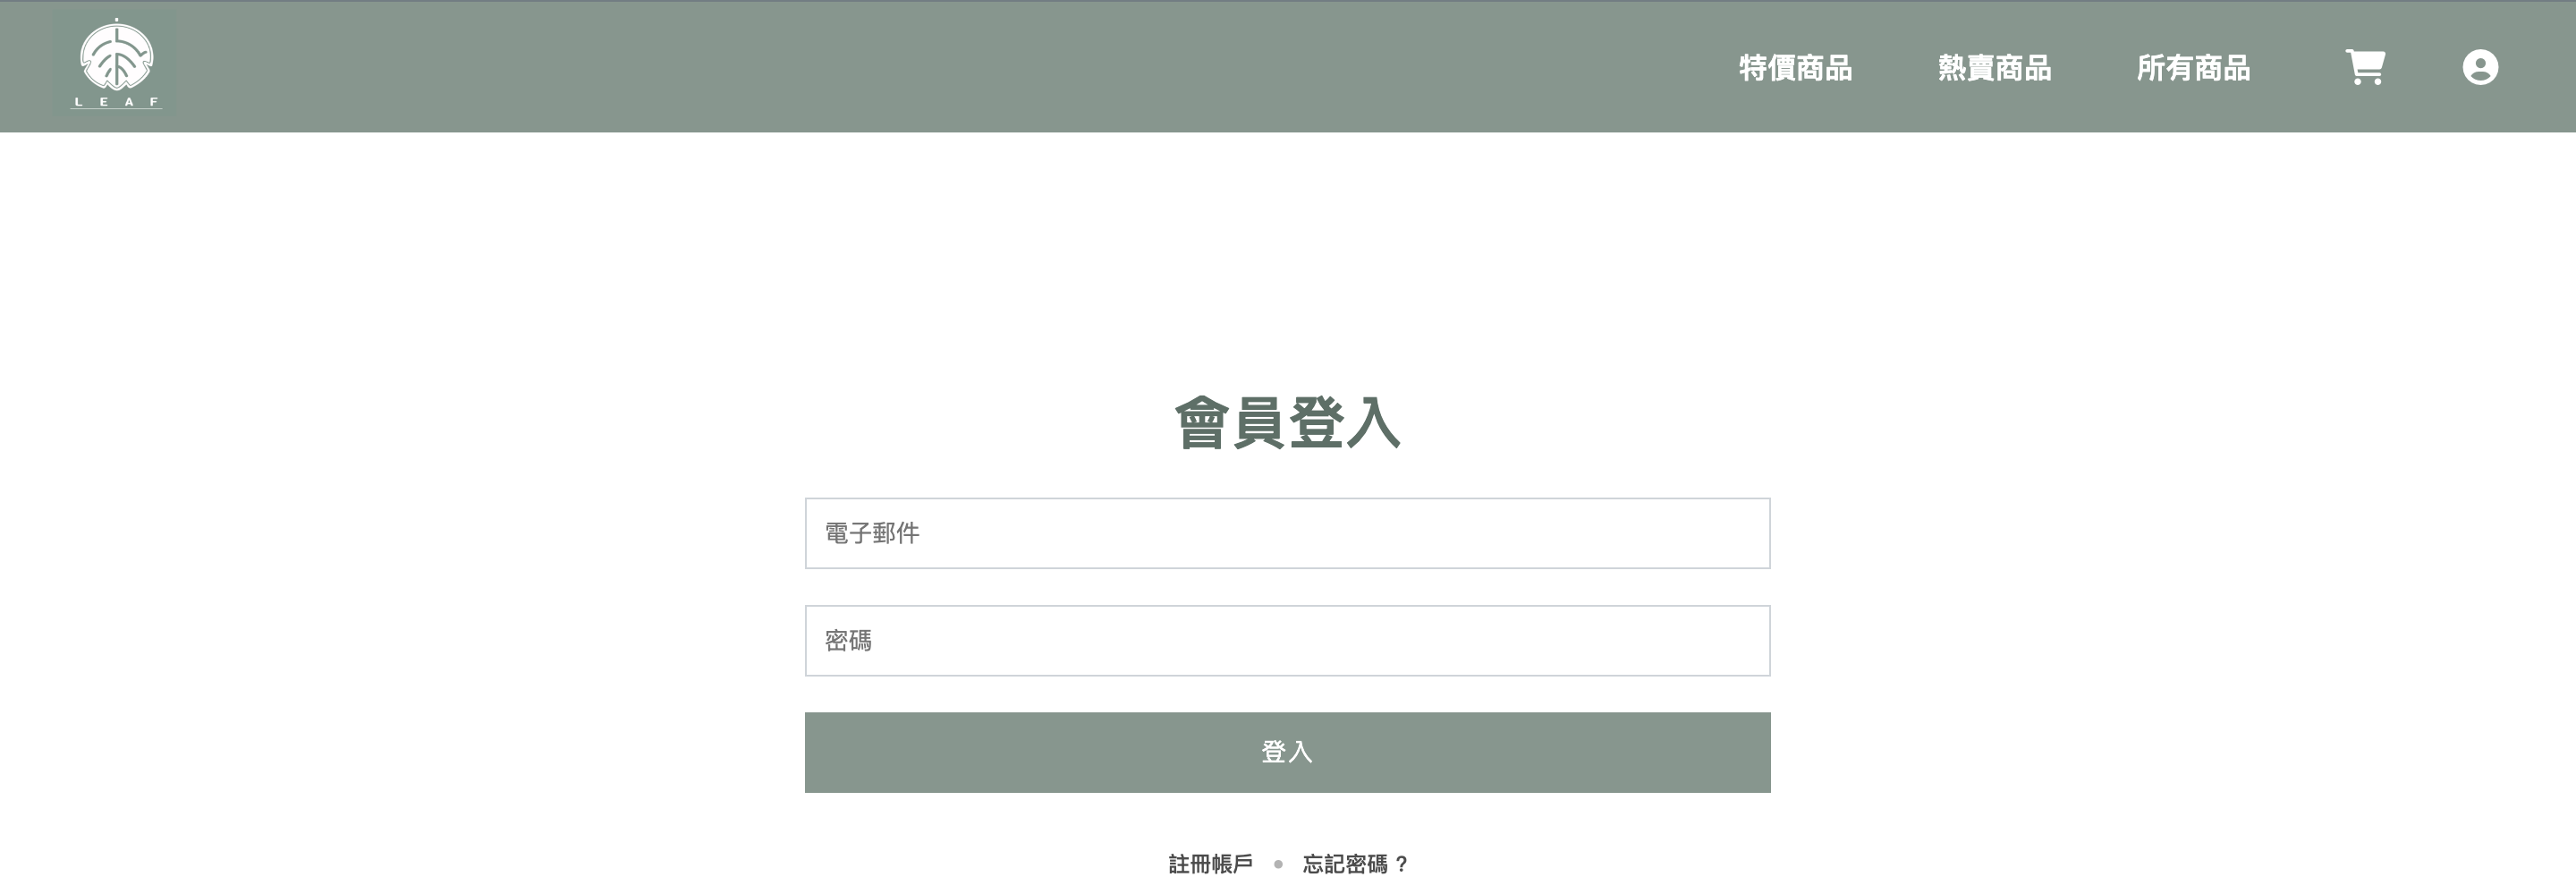 LEAF
特價商品 熱賣商品 所有商品
會員登入
電子郵件
密碼
登入
註冊帳戶 • 忘記密碼 ?